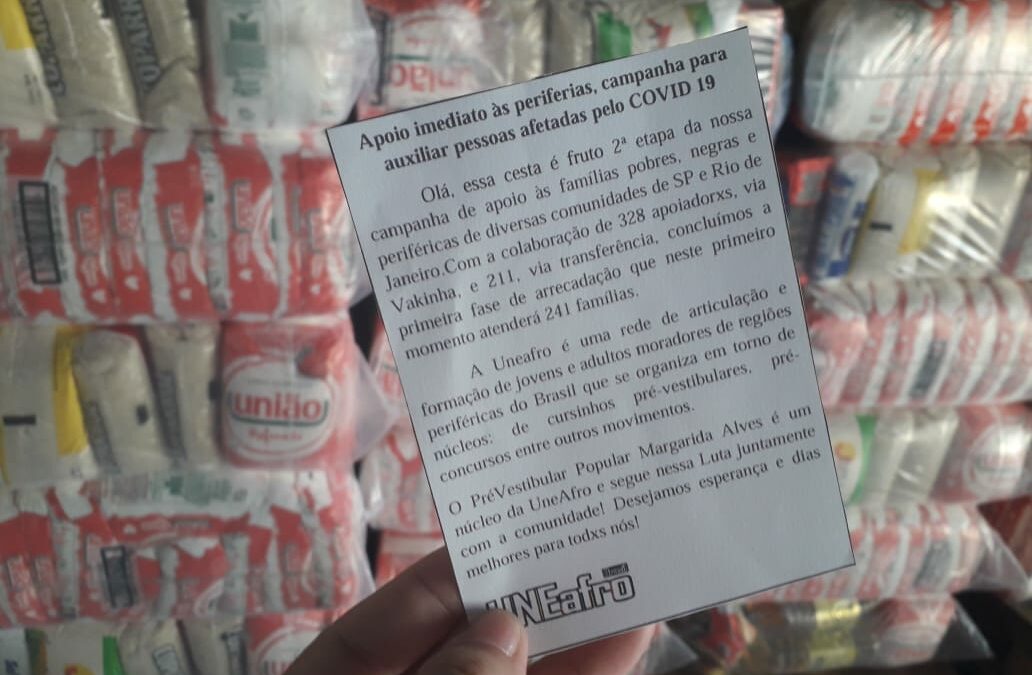 Apoio imediato às periferias, campanha para
auxiliar pessoas afetadas pelo COVID 19
Olá, essa cesta é fruto 2ª etapa da nossa
campanha de apoio às famílias pobres, negras e
periféricas de diversas comunidades de SP e Rio de
Janeiro.Com a colaboração de 328 apoiadorxs, via
Vakinha, e 211, via transferência, concluímos a
primeira fase de arrecadação que neste primeiro
momento atenderá 241 famílias.
A Uneafro é uma rede de articulação e
formação de jovens e adultos moradores de regiões
periféricas do Brasil que se organiza em torno de
núcleos: de cursinhos pré-vestibulares, pré-
concursos entre outros movimentos.
O PréVestibular Popular Margarida Alves é um
núcleo da UneAfro e segue nessa Luta juntamente
com a comunidade! Desejamos esperança e dias
melhores para todxs nós!
UNEafro
união
união